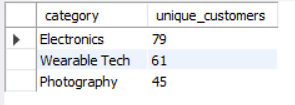 category unique_customers
Electronics 79
Wearable Tech 61
Photography 45